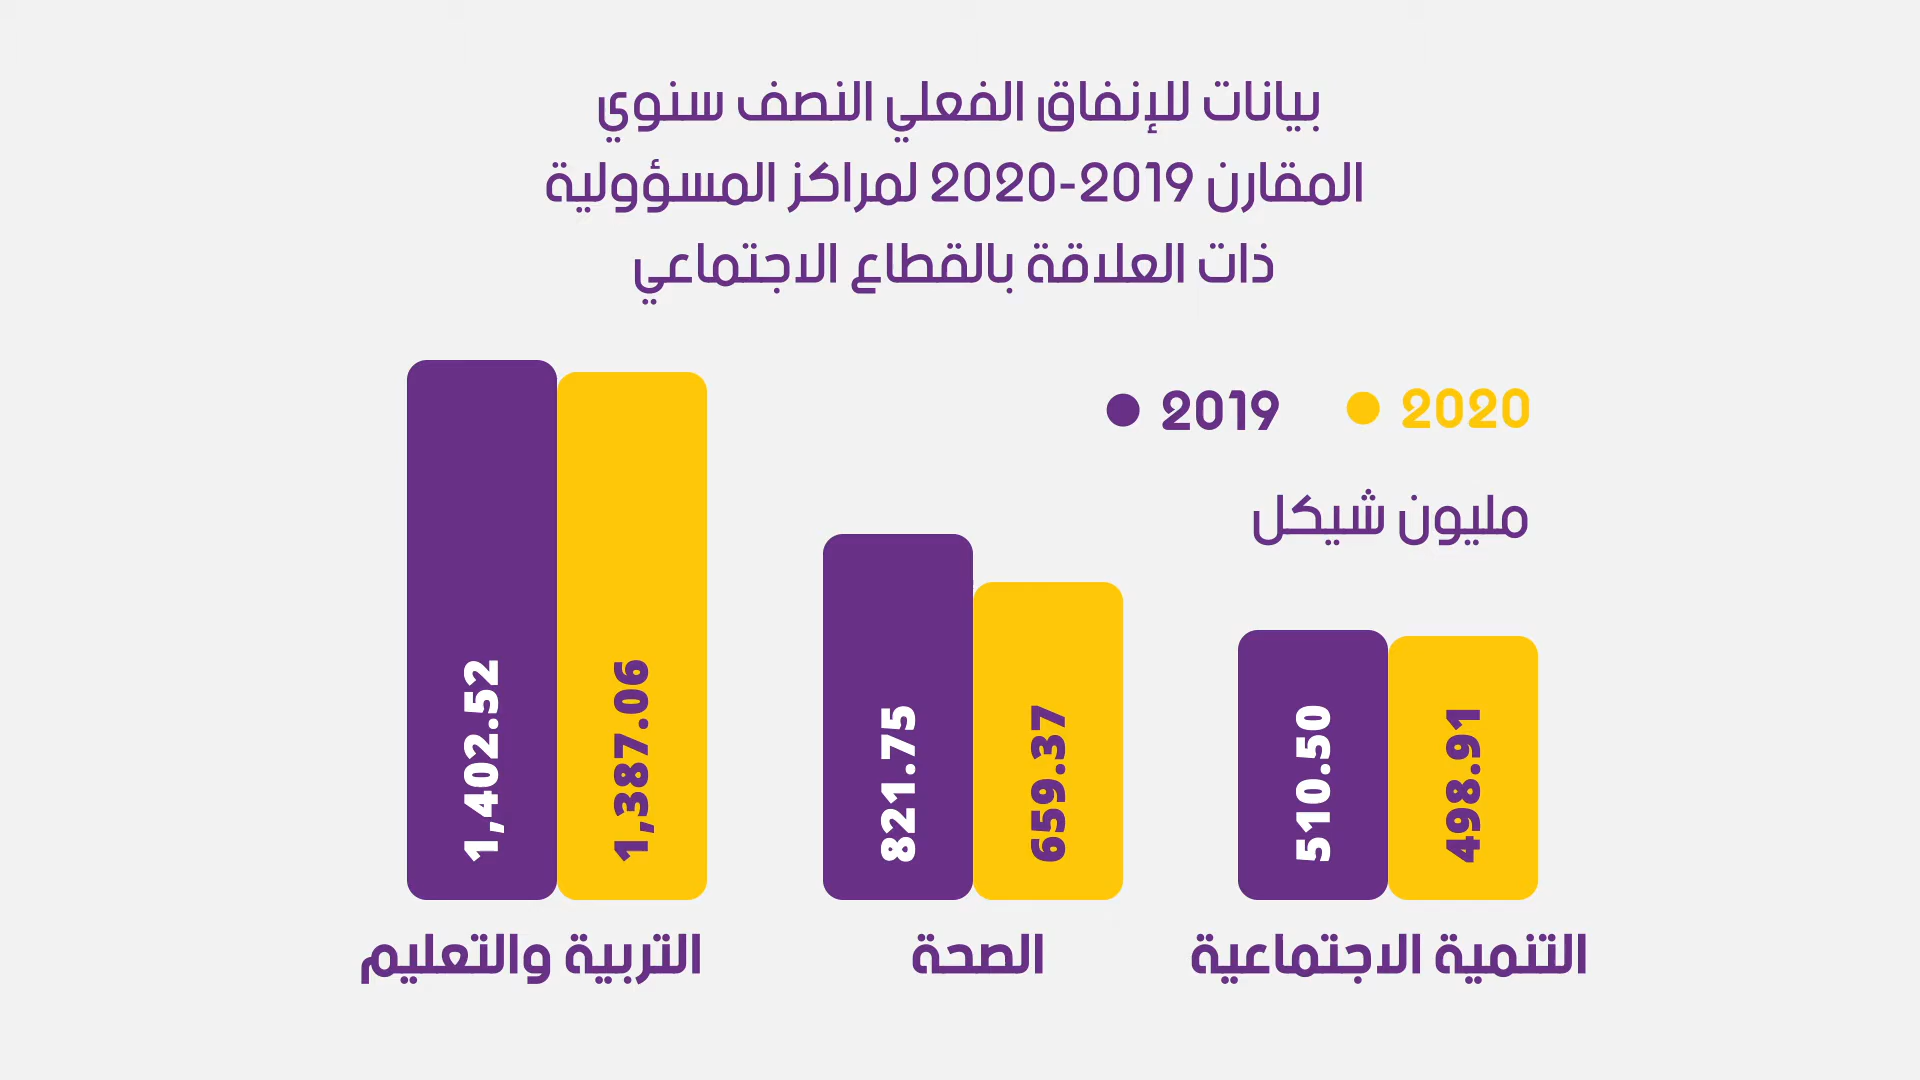 بيانات للإنفاق الفعلي النصف سنوي
المقارن 2019-2020 لمراكز المسؤولية
ذات العلاقة بالقطاع الاجتماعي
2019
2020
مليون شيكل
1,402.52
1,387.06
821.75
659.37
510.50
498.91
التربية والتعليم
الصحة
التنمية الاجتماعية